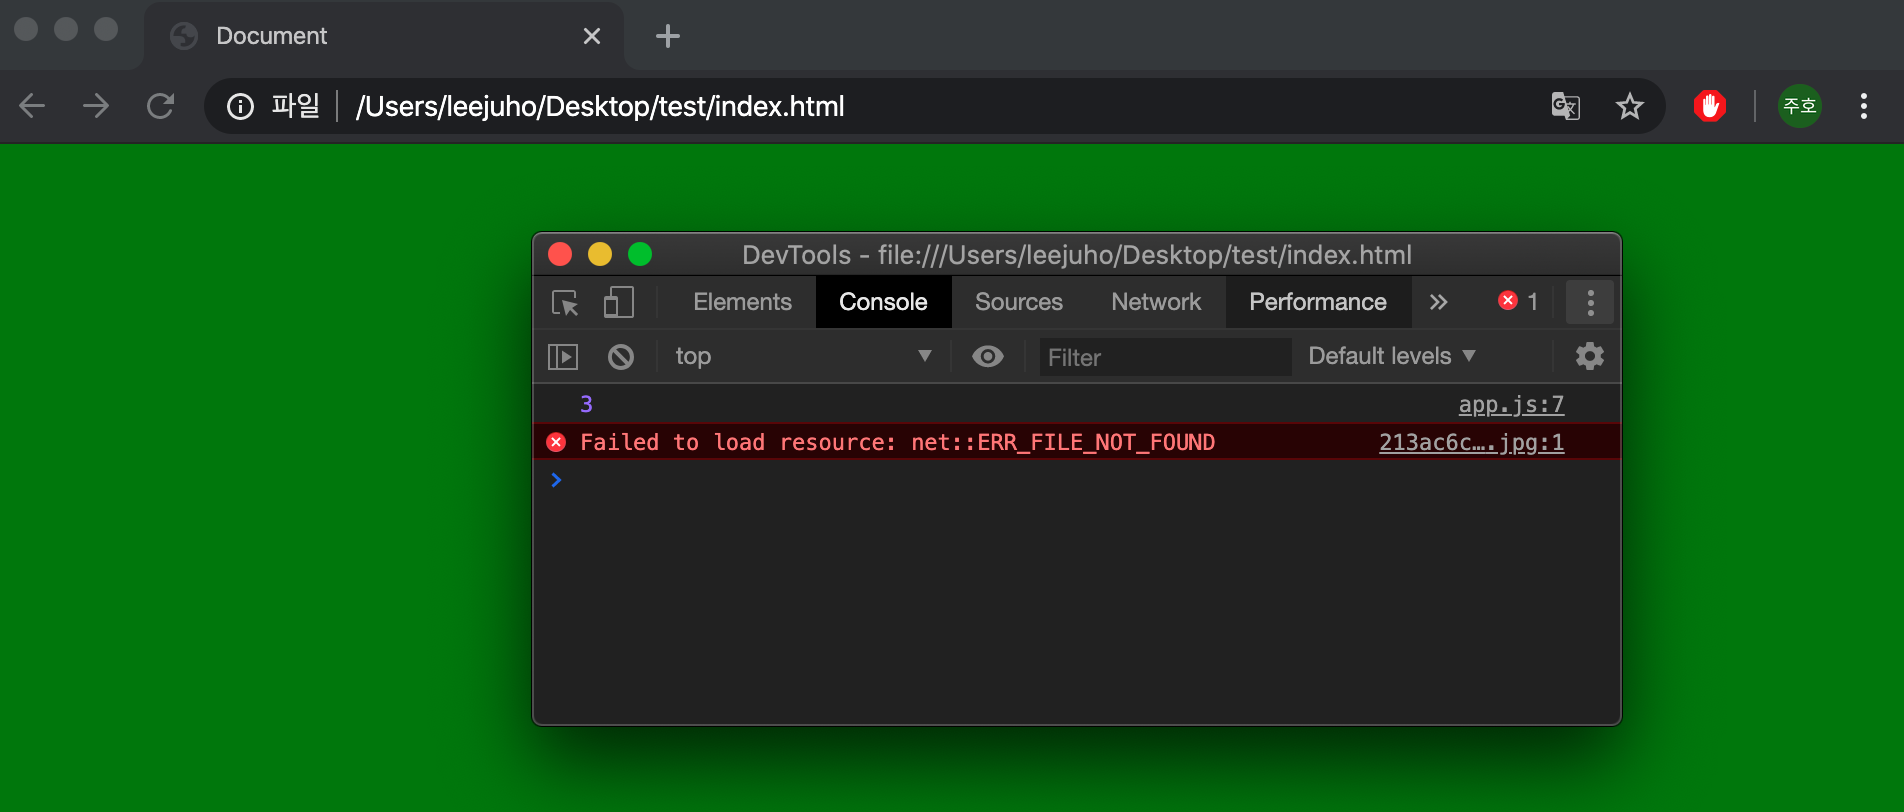 Document
파일 /Users/leejuho/Desktop/test/index.html
주호
DevTools - file:///Users/leejuho/Desktop/test/index.html
Elements Console Sources Network Performance » 1
top Filter Default levels
3 app.js:7
Failed to load resource: net::ERR_FILE_NOT_FOUND 213ac6c….jpg:1